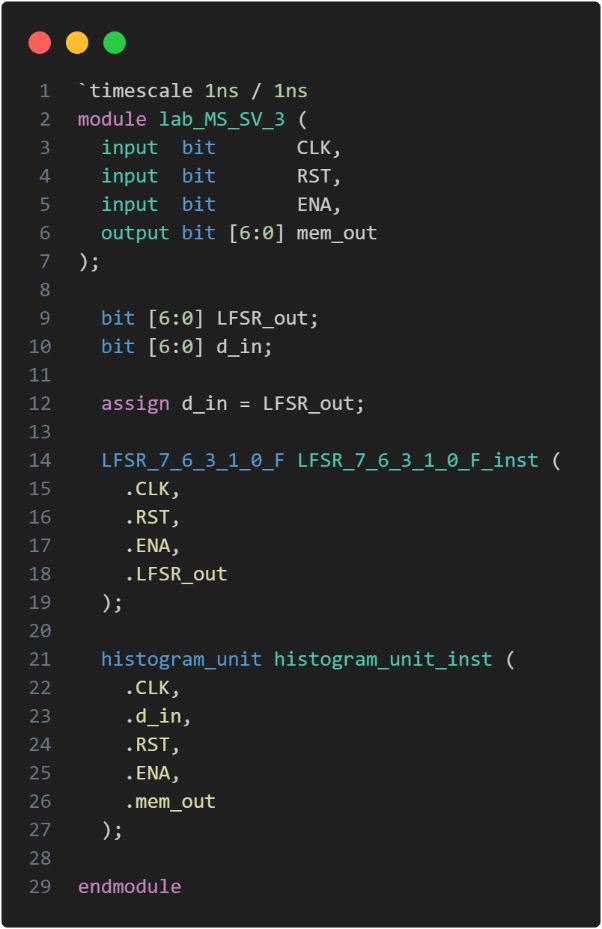 1 `timescale 1ns / 1ns
2 module lab_MS_SV_3 (
3   input  bit       CLK,
4   input  bit       RST,
5   input  bit       ENA,
6   output bit [6:0] mem_out
7 );
8
9   bit [6:0] LFSR_out;
10   bit [6:0] d_in;
11
12   assign d_in = LFSR_out;
13
14   LFSR_7_6_3_1_0_F LFSR_7_6_3_1_0_F_inst (
15     .CLK,
16     .RST,
17     .ENA,
18     .LFSR_out
19   );
20
21   histogram_unit histogram_unit_inst (
22     .CLK,
23     .d_in,
24     .RST,
25     .ENA,
26     .mem_out
27   );
28
29 endmodule